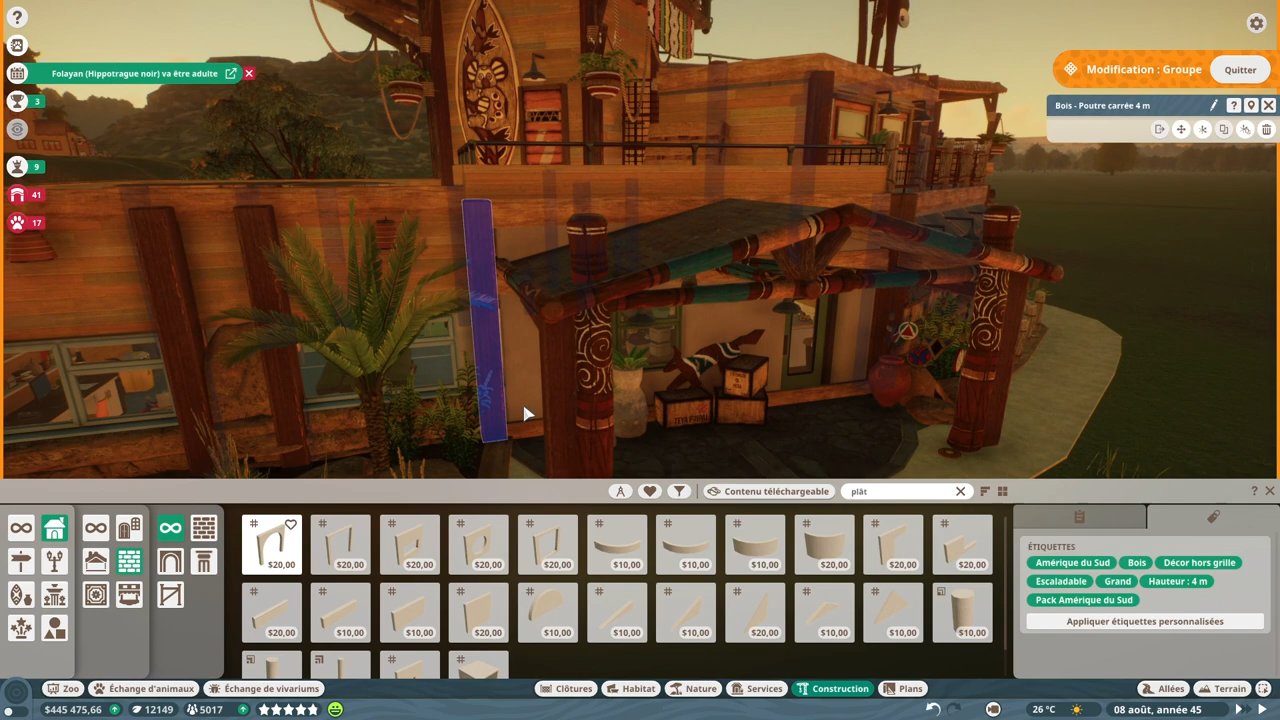 ?
Folayan (Hippotrague noir) va être adulte
3
9
41
17
Modification : Groupe
Quitter
Bois - Poutre carrée 4 m
?
Contenu téléchargeable
plât
?
$20,00
$20,00
$20,00
$20,00
$20,00
$10,00
$10,00
$10,00
$20,00
$20,00
$20,00
$20,00
$10,00
$10,00
$20,00
$10,00
$10,00
$10,00
$20,00
$10,00
$10,00
$10,00
ÉTIQUETTES
Amérique du Sud
Bois
Décor hors grille
Escaladable
Grand
Hauteur : 4 m
Pack Amérique du Sud
Appliquer étiquettes personnalisées
Zoo
Échange d'animaux
Échange de vivariums
Clôtures
Habitat
Nature
Services
Construction
Plans
Allées
Terrain
$445 475,66
12149
5017
26 °C
08 août, année 45